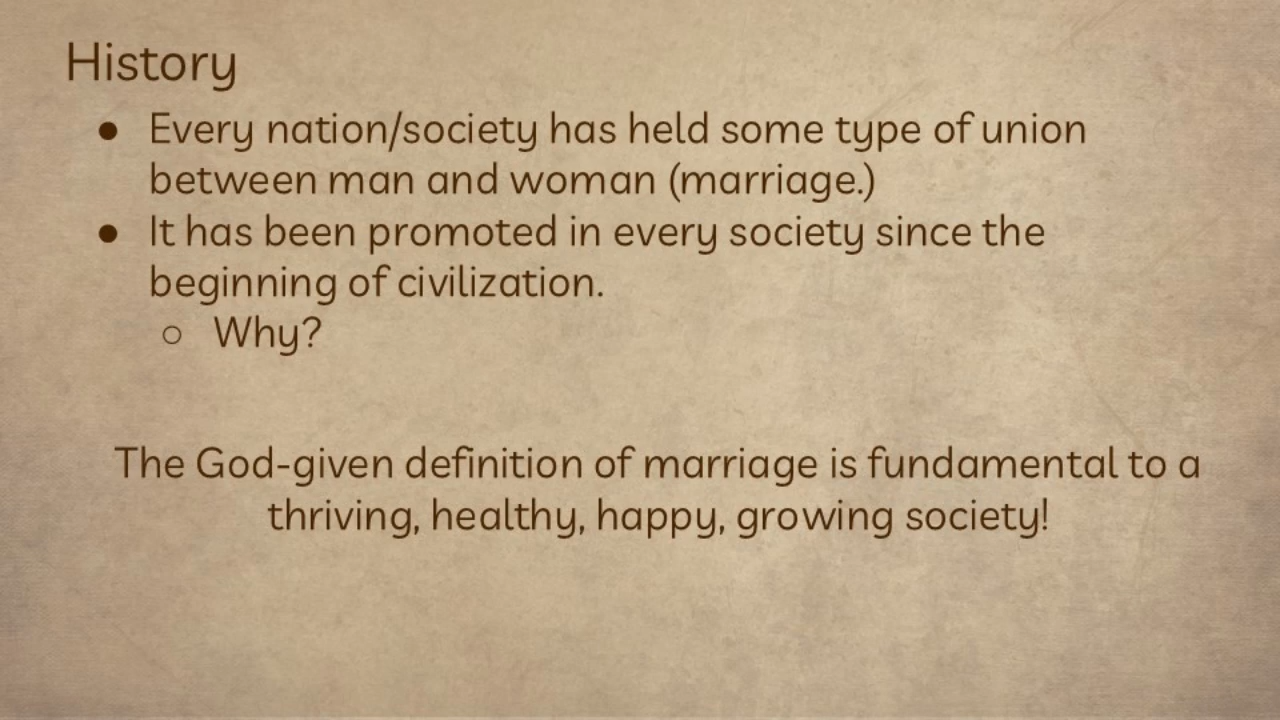 History
● Every nation/society has held some type of union
between man and woman (marriage.)
● It has been promoted in every society since the
beginning of civilization.
○ Why?
The God-given definition of marriage is fundamental to a
thriving, healthy, happy, growing society!